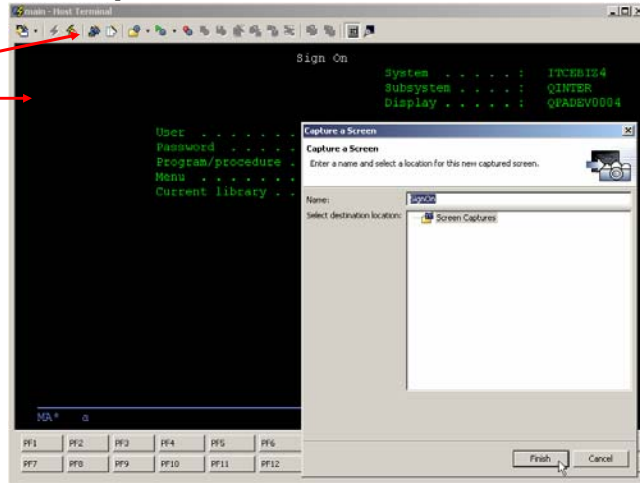 main - Host Terminal
Sign On
System . . . . . : ITCEBIZ4
Subsystem . . . . : QINTER
Display . . . . . : QPADEV0004
User . . . . . . .
Password . . . . .
Program/procedure .
Menu . . . . . . .
Current library . .
Capture a Screen
Capture a Screen
Enter a name and select a location for this new captured screen.
Name: SignOn
Select destination location: Screen Captures
MA* a
PF1 PF2 PF3 PF4 PF5 PF6
PF7 PF8 PF9 PF10 PF11 PF12
Finish Cancel